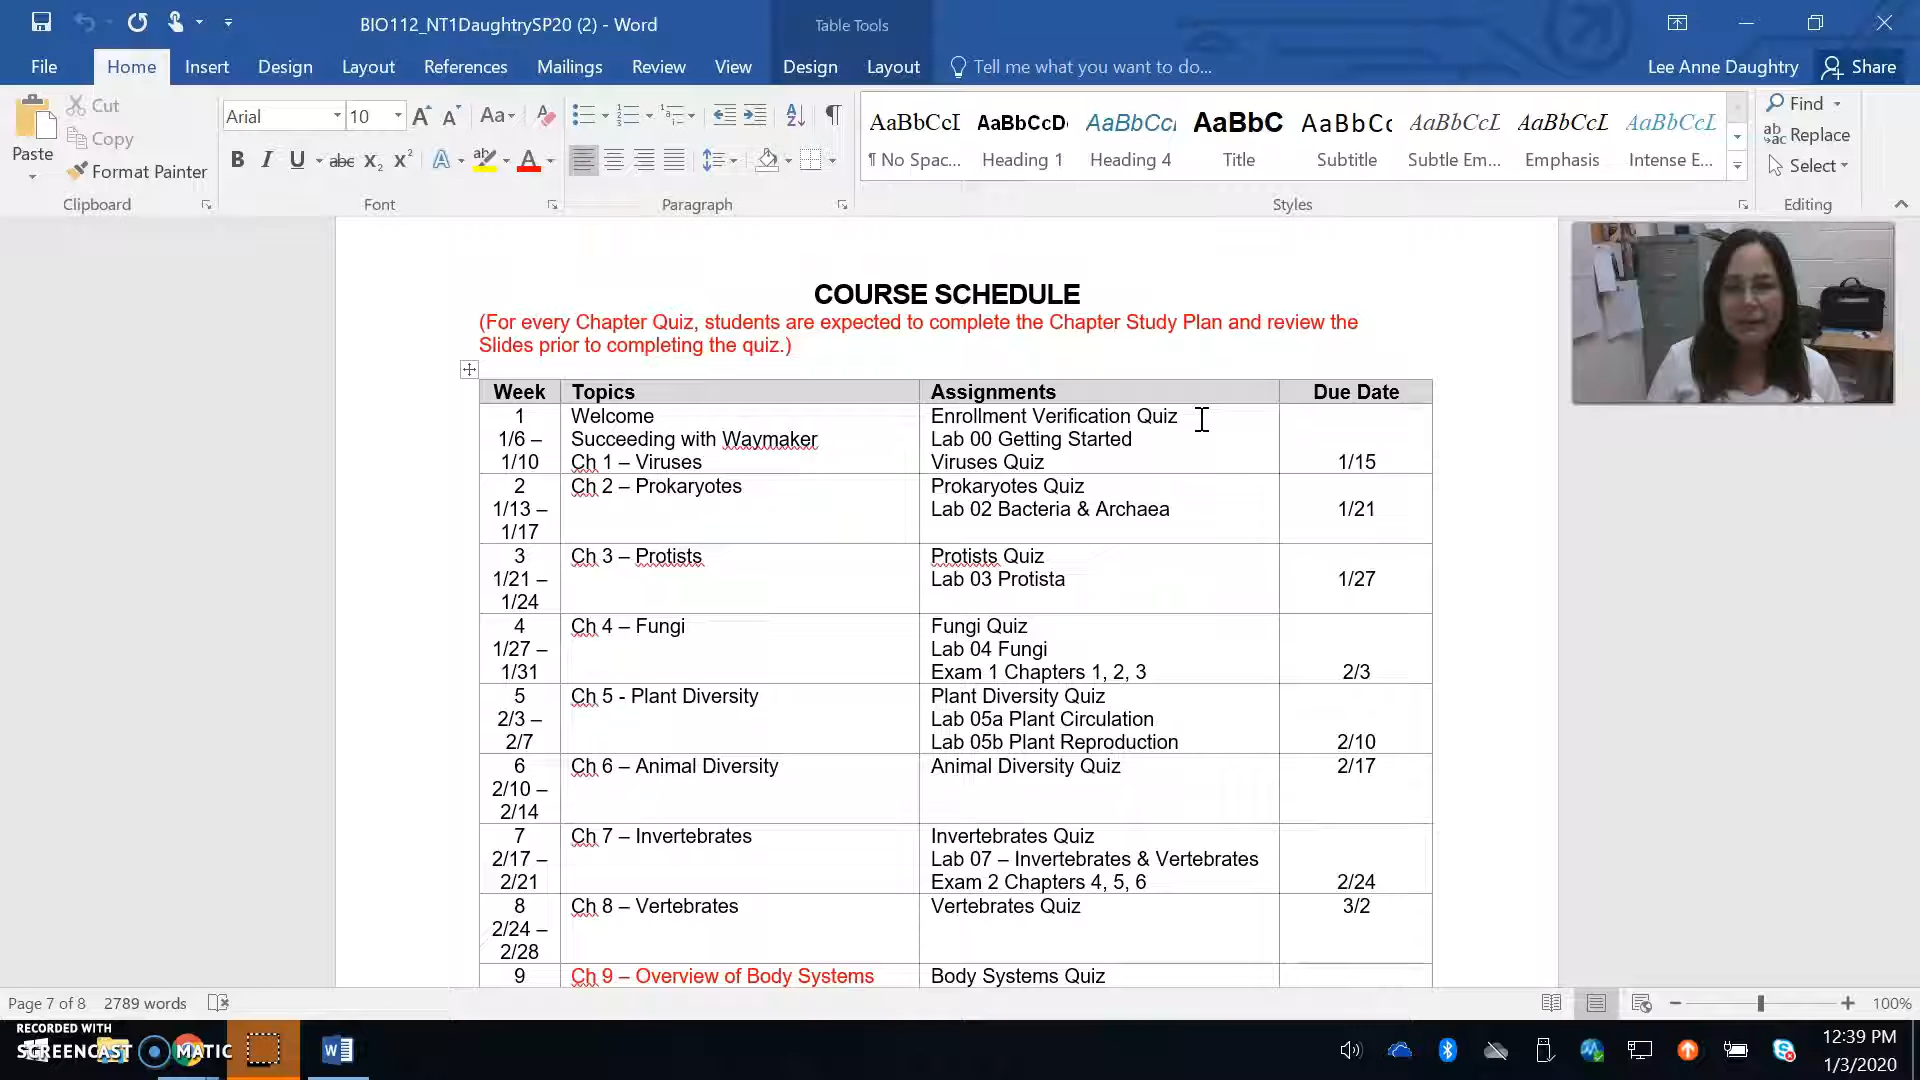 BIO112_NT1DaughtrySP20 (2) - Word
Table Tools
File Home Insert Design Layout References Mailings Review View Design Layout Tell me what you want to do...
Lee Anne Daughtry Share
Paste
Cut
Copy
Format Painter
Clipboard
Arial 10
Font
Paragraph
AaBbCcI AaBbCcD AaBbCc AaBbC AaBbCc AaBbCcL AaBbCcL AaBbCcL
¶ No Spac... Heading 1 Heading 4 Title Subtitle Subtle Em... Emphasis Intense E...
Styles
Find
Replace
Select
Editing
COURSE SCHEDULE
(For every Chapter Quiz, students are expected to complete the Chapter Study Plan and review the
Slides prior to completing the quiz.)
Week Topics Assignments Due Date
1 Welcome Enrollment Verification Quiz
1/6 – Succeeding with Waymaker Lab 00 Getting Started
1/10 Ch 1 – Viruses Viruses Quiz 1/15
2 Ch 2 – Prokaryotes Prokaryotes Quiz
1/13 – Lab 02 Bacteria & Archaea 1/21
1/17
3 Ch 3 – Protists Protists Quiz
1/21 – Lab 03 Protista 1/27
1/24
4 Ch 4 – Fungi Fungi Quiz
1/27 – Lab 04 Fungi
1/31 Exam 1 Chapters 1, 2, 3 2/3
5 Ch 5 - Plant Diversity Plant Diversity Quiz
2/3 – Lab 05a Plant Circulation
2/7 Lab 05b Plant Reproduction 2/10
6 Ch 6 – Animal Diversity Animal Diversity Quiz 2/17
2/10 –
2/14
7 Ch 7 – Invertebrates Invertebrates Quiz
2/17 – Lab 07 – Invertebrates & Vertebrates
2/21 Exam 2 Chapters 4, 5, 6 2/24
8 Ch 8 – Vertebrates Vertebrates Quiz 3/2
2/24 –
2/28
9 Ch 9 – Overview of Body Systems Body Systems Quiz
Page 7 of 8 2789 words
100%
RECORDED WITH
SCREENCAST MATIC
12:39 PM
1/3/2020